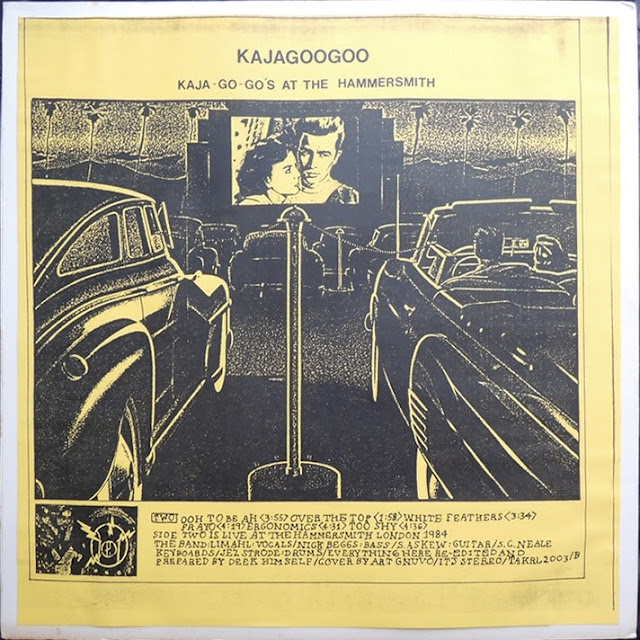 KAJAGOOGOO
KAJA-GO-GO'S AT THE HAMMERSMITH
TWO OOH TO BE AH <3:55> OVER THE TOP <1:58> WHITE FEATHERS <3:34>
FRAYO <4:19> ERGONOMICS <4:31> TOO SHY <4:36>
SIDE TWO IS LIVE AT THE HAMMERSMITH LONDON 1984
THE BAND: LIMAHL: VOCALS/NICK BEGGS: BASS/S.ASKEW: GUITAR/S.C. NEBLE
KEYBOARDS/JEZ STRODE: DRUMS/EVERYTHING HERE RE-EDITED AND
PREPARED BY DEEK HIMSELF/COVER BY ART GNUVO/IT'S STEREO/TAKRL 2003/B